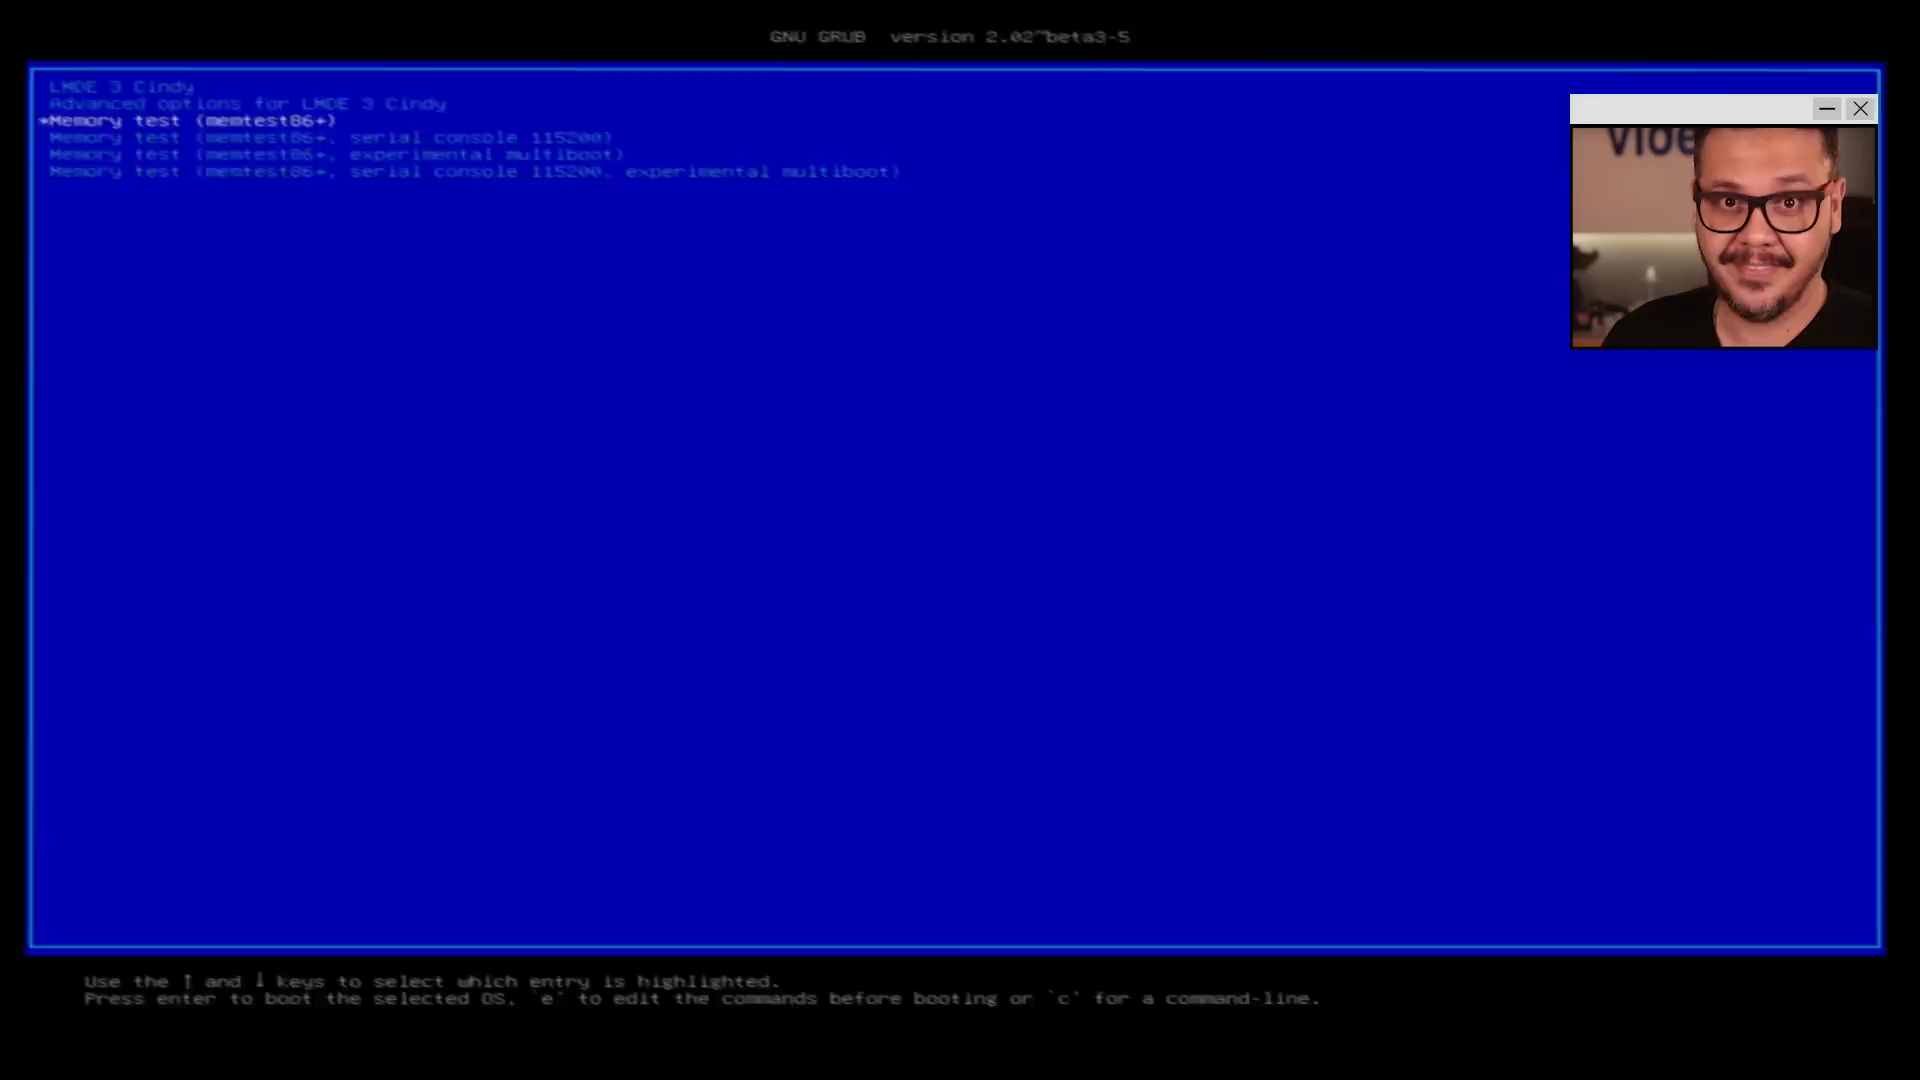 GNU GRUB  version 2.02~beta3-5
LMDE 3 Cindy
Advanced options for LMDE 3 Cindy
*Memory test (memtest86+)
Memory test (memtest86+, serial console 115200)
Memory test (memtest86+, experimental multiboot)
Memory test (memtest86+, serial console 115200, experimental multiboot)
Use the ↑ and ↓ keys to select which entry is highlighted.
Press enter to boot the selected OS, `e' to edit the commands before booting or `c' for a command-line.